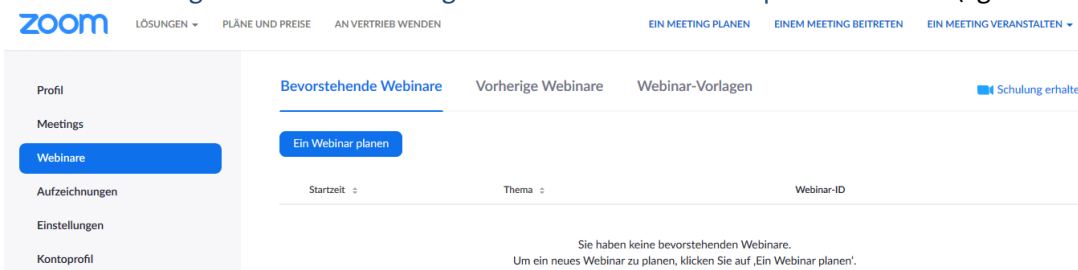 zoom LÖSUNGEN PLÄNE UND PREISE AN VERTRIEB WENDEN EIN MEETING PLANEN EINEM MEETING BEITRETEN EIN MEETING VERANSTALTEN
Profil
Meetings
Webinare
Aufzeichnungen
Einstellungen
Kontoprofil
Bevorstehende Webinare Vorherige Webinare Webinar-Vorlagen Schulung erhalte
Ein Webinar planen
Startzeit Thema Webinar-ID
Sie haben keine bevorstehenden Webinare.
Um ein neues Webinar zu planen, klicken Sie auf ‚Ein Webinar planen'.